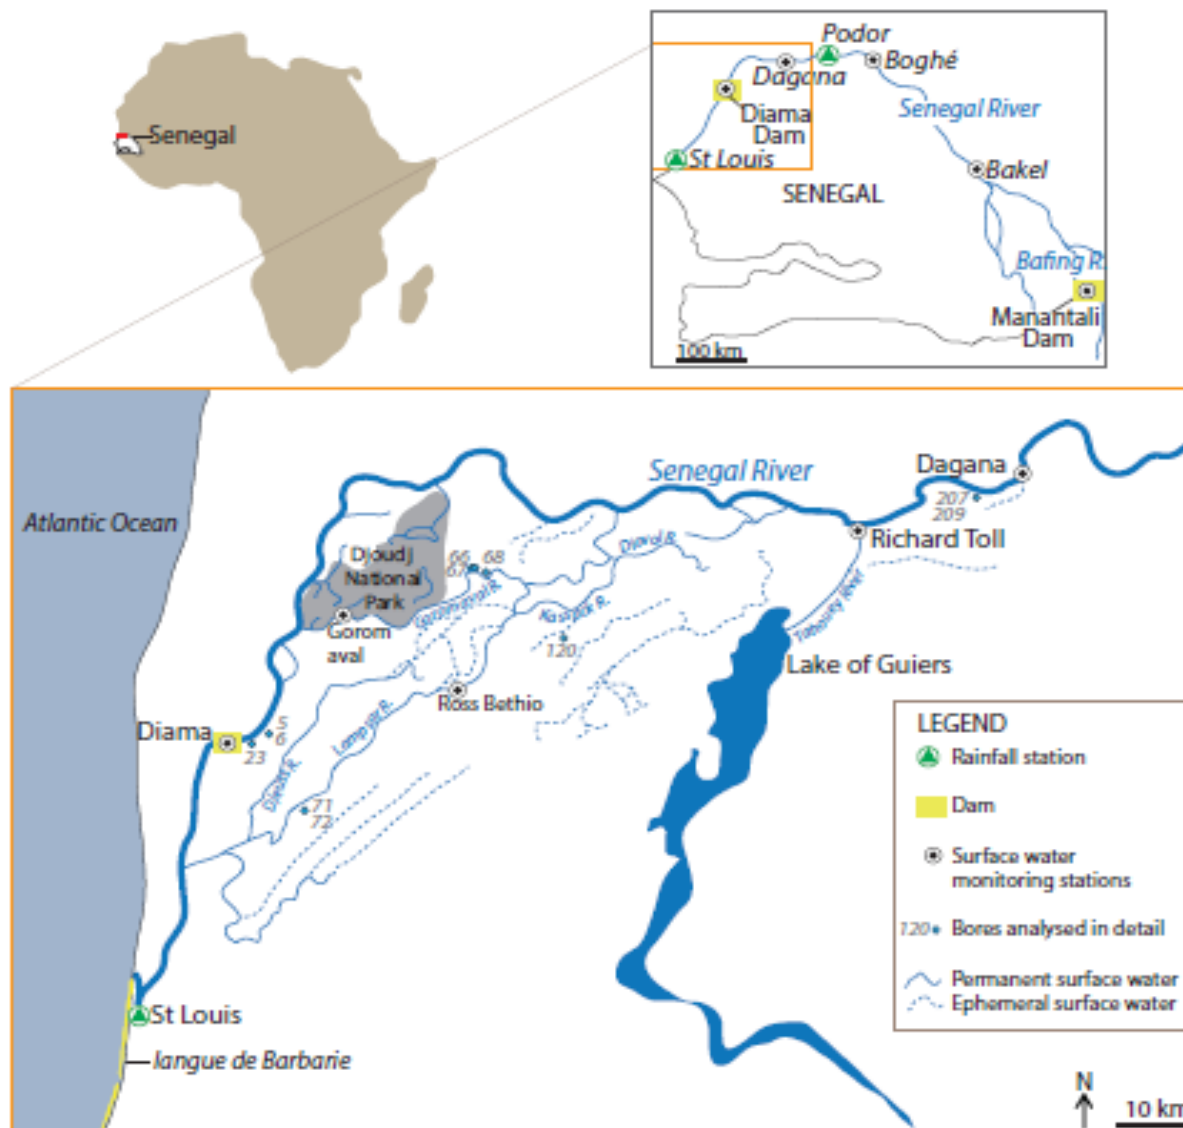 Senegal
Podor
Dagana
Boghé
Senegal River
Diama
Dam
St Louis
Bakel
SENEGAL
Bafing R.
Manantali
Dam
100 km
Atlantic Ocean
Senegal River
Dagana
207
209
Richard Toll
Djoudj
National
Park
66
68
67
Djeuol R.
Kassack R.
Gorom
aval
120
Lake of Guiers
Ross Bethio
Diama
5
6
23
Lampsar R.
Djeuss R.
71
72
St Louis
langue de Barbarie
LEGEND
Rainfall station
Dam
Surface water
monitoring stations
120 Bores analysed in detail
Permanent surface water
Ephemeral surface water
N
10 km